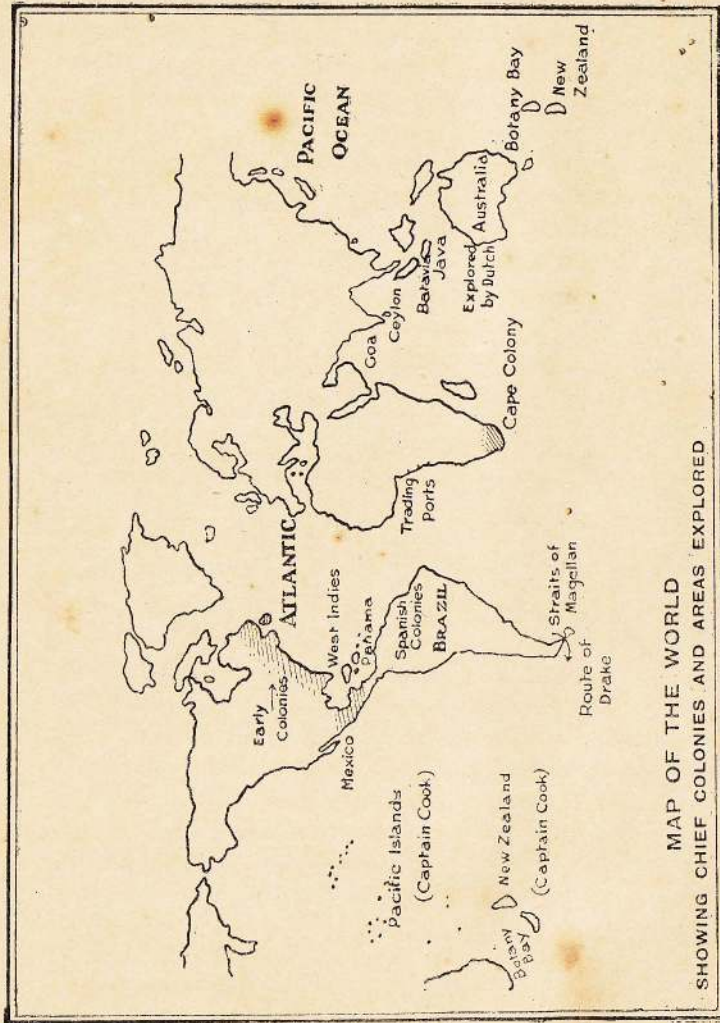 PACIFIC
OCEAN
Botany Bay
New
Zealand
Australia
Explored
by Dutch
Batavia
Java
Ceylon
Goa
Cape Colony
Trading
Ports
ATLANTIC
West Indies
Panama
Early
Colonies
Mexico
Spanish
Colonies
BRAZIL
Straits of
Magellan
Route of
Drake
Pacific Islands
(Captain Cook)
New Zealand
(Captain Cook)
Botany
Bay
MAP OF THE WORLD
SHOWING CHIEF COLONIES AND AREAS EXPLORED